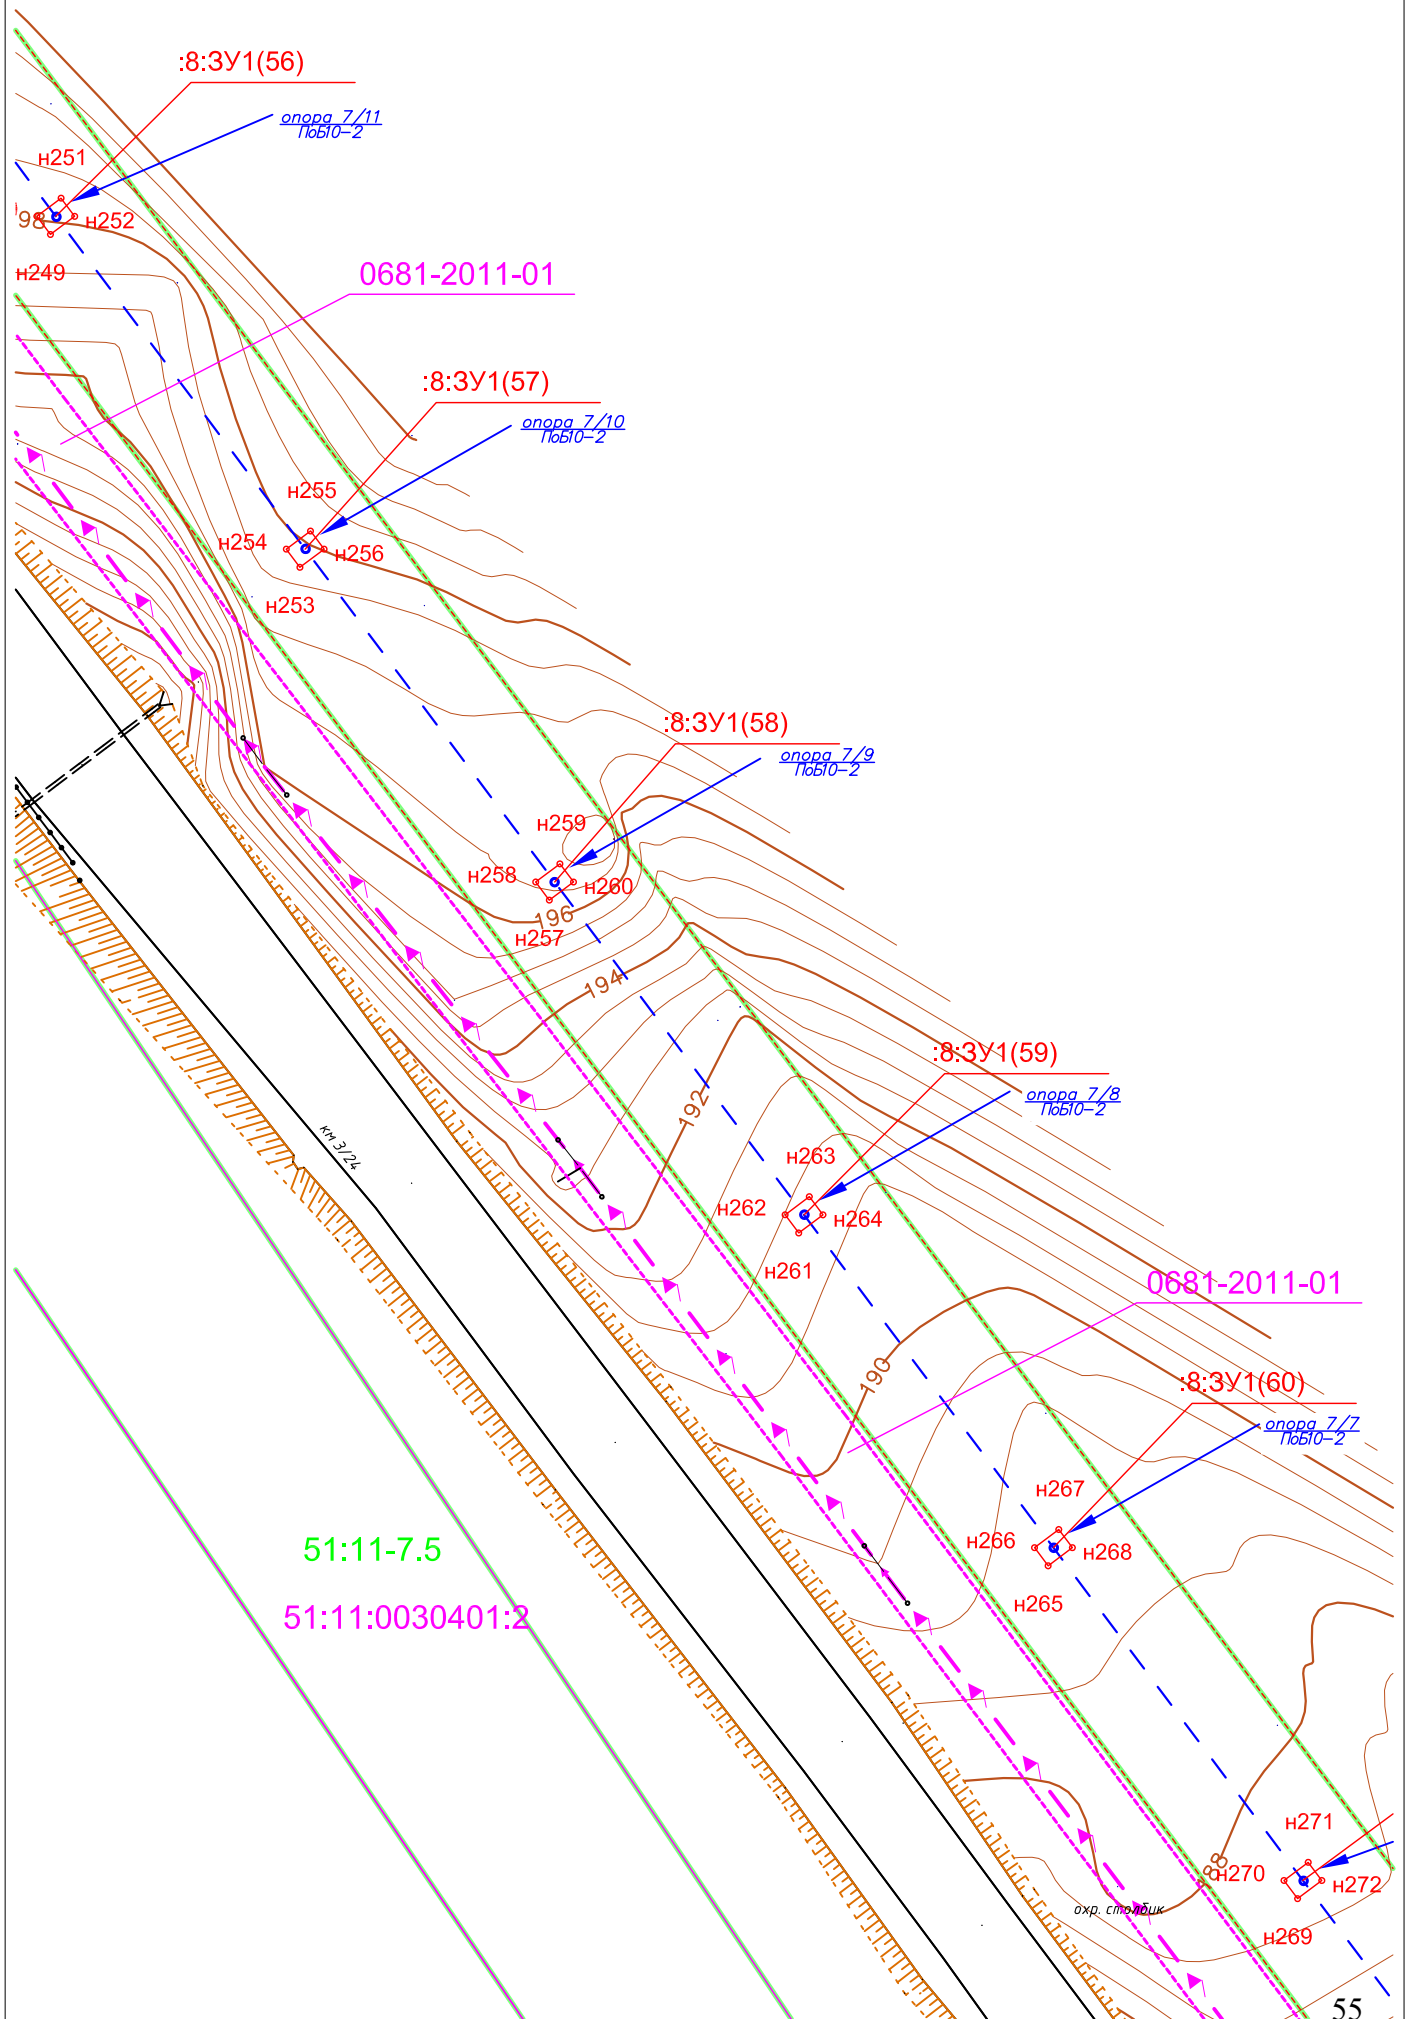 :8:ЗУ1(56)
опора 7/11
ПоБ10-2
н251
98
н252
н249
0681-2011-01
:8:ЗУ1(57)
опора 7/10
ПоБ10-2
н255
н254
н256
н253
:8:ЗУ1(58)
опора 7/9
ПоБ10-2
н259
н258
н260
196
н257
194
:8:ЗУ1(59)
опора 7/8
ПоБ10-2
192
км 3/24
н263
н262
н264
н261
0681-2011-01
190
:8:ЗУ1(60)
опора 7/7
ПоБ10-2
н267
н266
н268
51:11-7.5
н265
51:11:0030401:2
н271
188
н270
н272
охр. столбик
н269
55